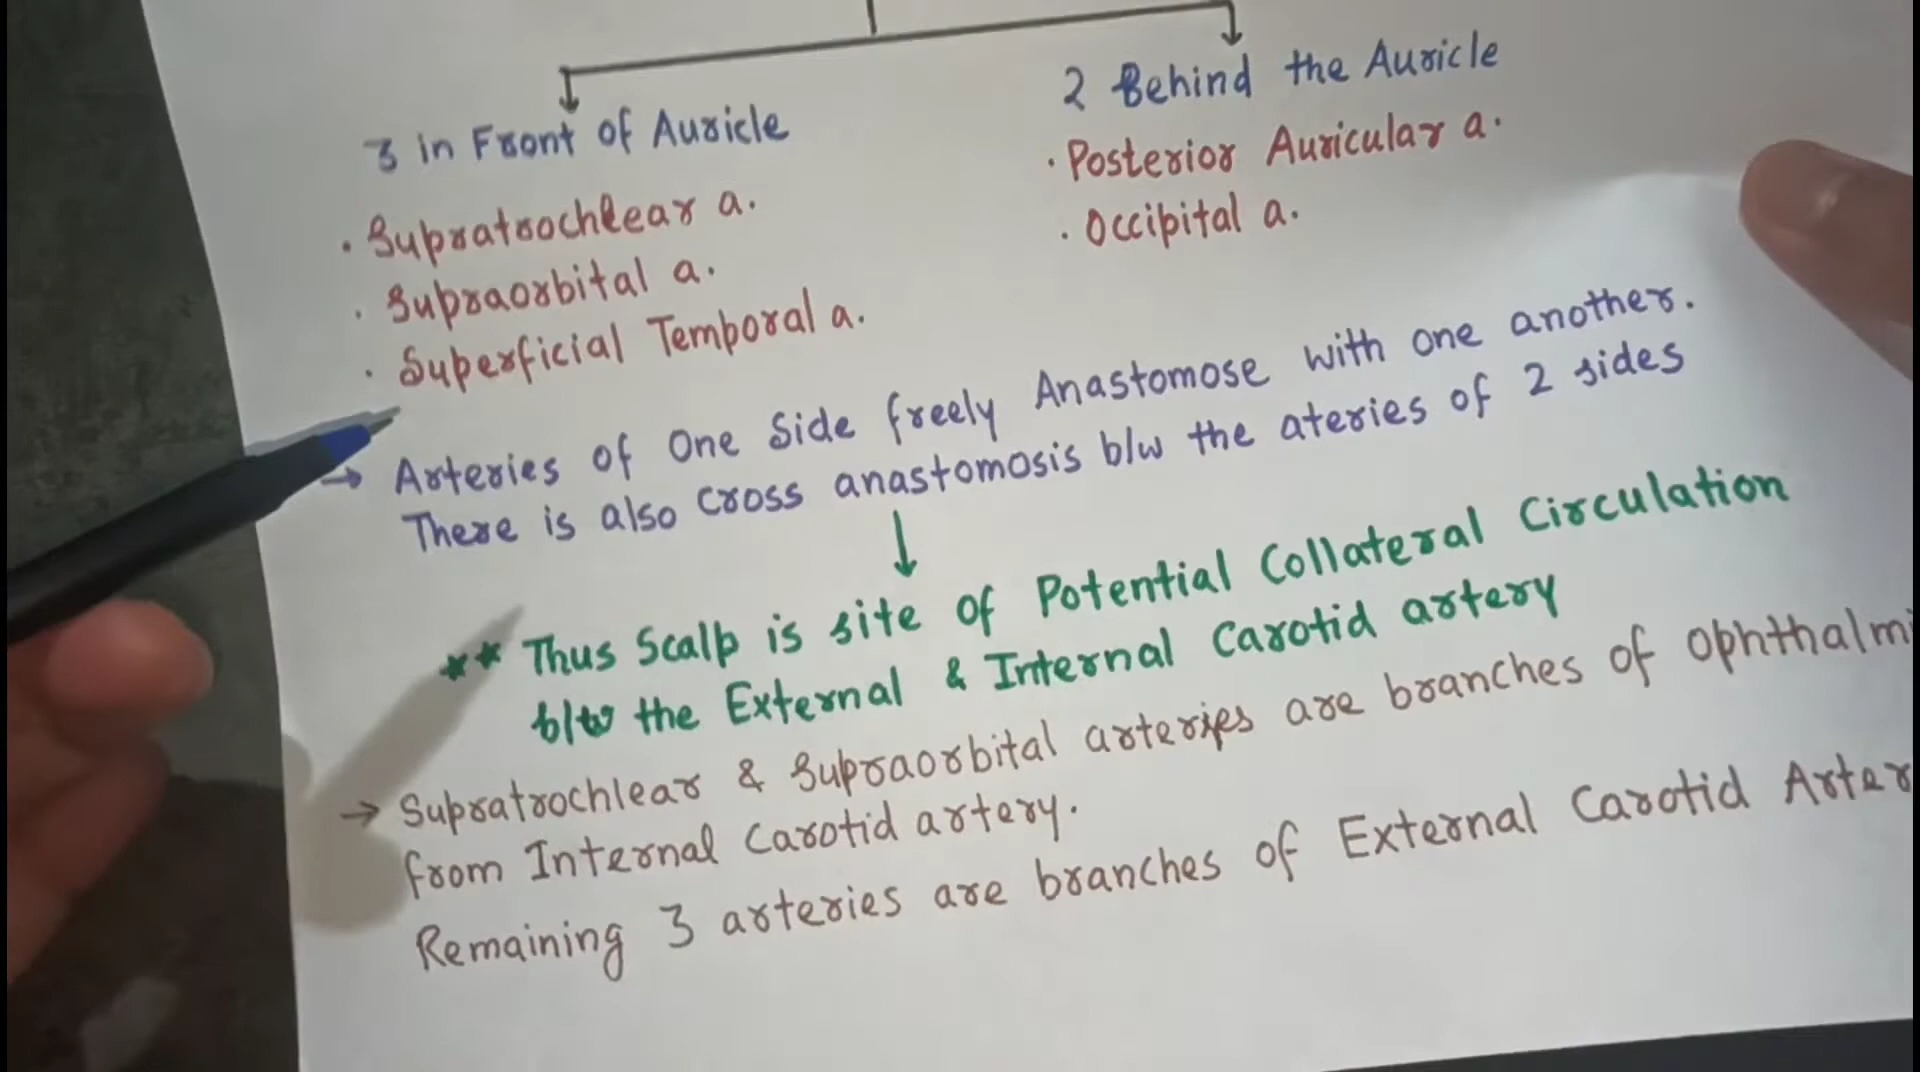 3 in Front of Auricle
· Supratrochlear a.
· Supraorbital a.
· Superficial Temporal a.
2 Behind the Auricle
· Posterior Auricular a.
· Occipital a.
→ Arteries of One Side freely Anastomose with one another.
There is also cross anastomosis b/w the ateries of 2 sides
↓
** Thus Scalp is site of Potential Collateral Circulation
b/w the External & Internal Carotid artery
→ Supratrochlear & Supraorbital arteries are branches of Ophthalmi
from Internal Carotid artery.
Remaining 3 arteries are branches of External Carotid Arter